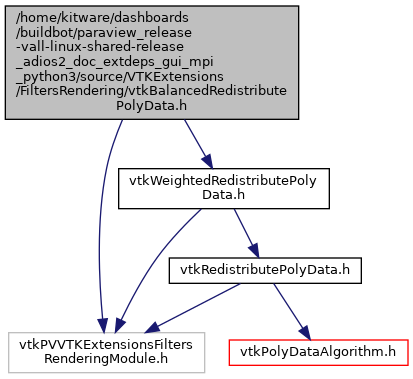 /home/kitware/dashboards
/buildbot/paraview_release
-vall-linux-shared-release
_adios2_doc_extdeps_gui_mpi
_python3/source/VTKExtensions
/FiltersRendering/vtkBalancedRedistribute
PolyData.h
vtkWeightedRedistributePoly
Data.h
vtkRedistributePolyData.h
vtkPVVTKExtensionsFilters
RenderingModule.h
vtkPolyDataAlgorithm.h